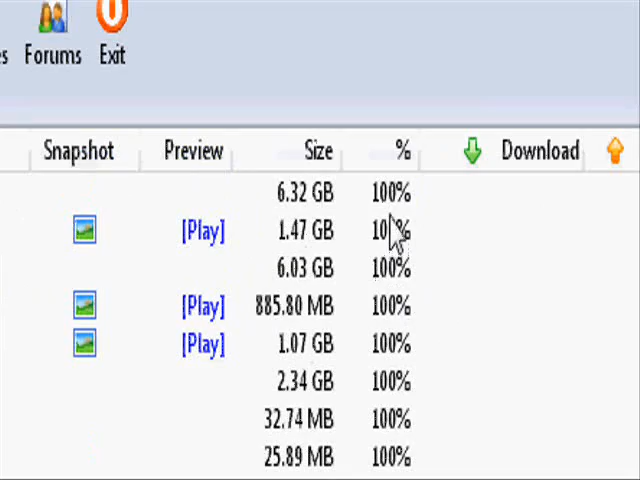 es Forums Exit
Snapshot Preview Size % Download
6.32 GB 100%
[Play] 1.47 GB 100%
6.03 GB 100%
[Play] 885.80 MB 100%
[Play] 1.07 GB 100%
2.34 GB 100%
32.74 MB 100%
25.89 MB 100%